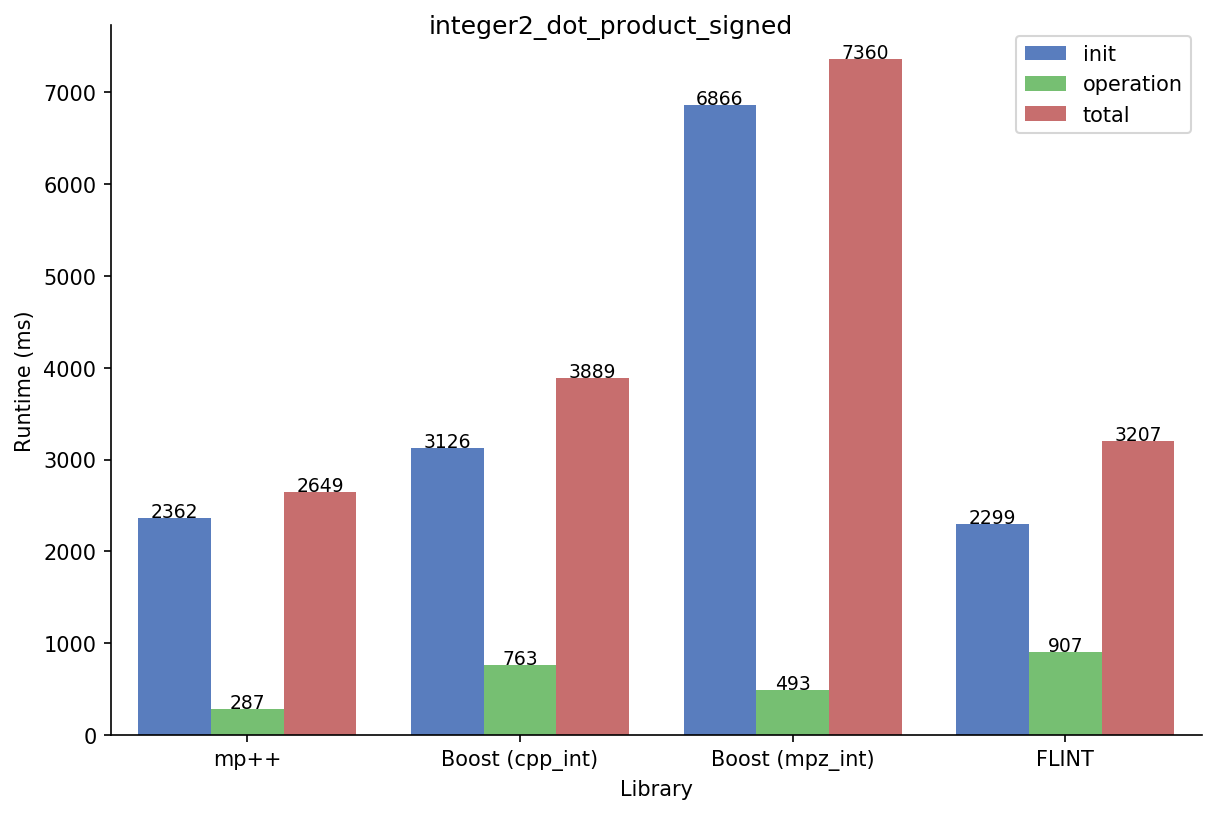 integer2_dot_product_signed
init
operation
total
Runtime (ms)
7000
6000
5000
4000
3000
2000
1000
0
2362
287
2649
3126
763
3889
6866
493
7360
2299
907
3207
mp++
Boost (cpp_int)
Boost (mpz_int)
FLINT
Library